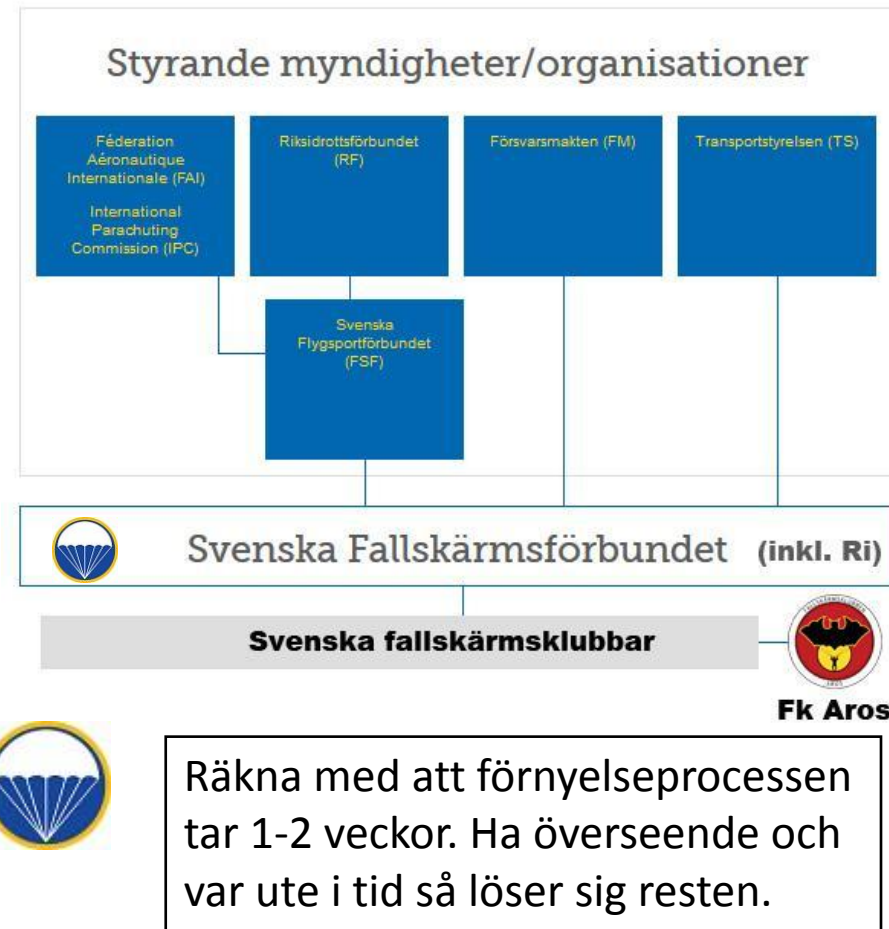 Styrande myndigheter/organisationer
Féderation
Aéronautique
Internationale (FAI)
International
Parachuting
Commission (IPC)
Riksidrottsförbundet
(RF)
Försvarsmakten (FM)
Transportstyrelsen (TS)
Svenska
Flygsportförbundet
(FSF)
Svenska Fallskärmsförbundet (inkl. Ri)
Svenska fallskärmsklubbar
Fk Aros
Räkna med att förnyelseprocessen
tar 1-2 veckor. Ha överseende och
var ute i tid så löser sig resten.